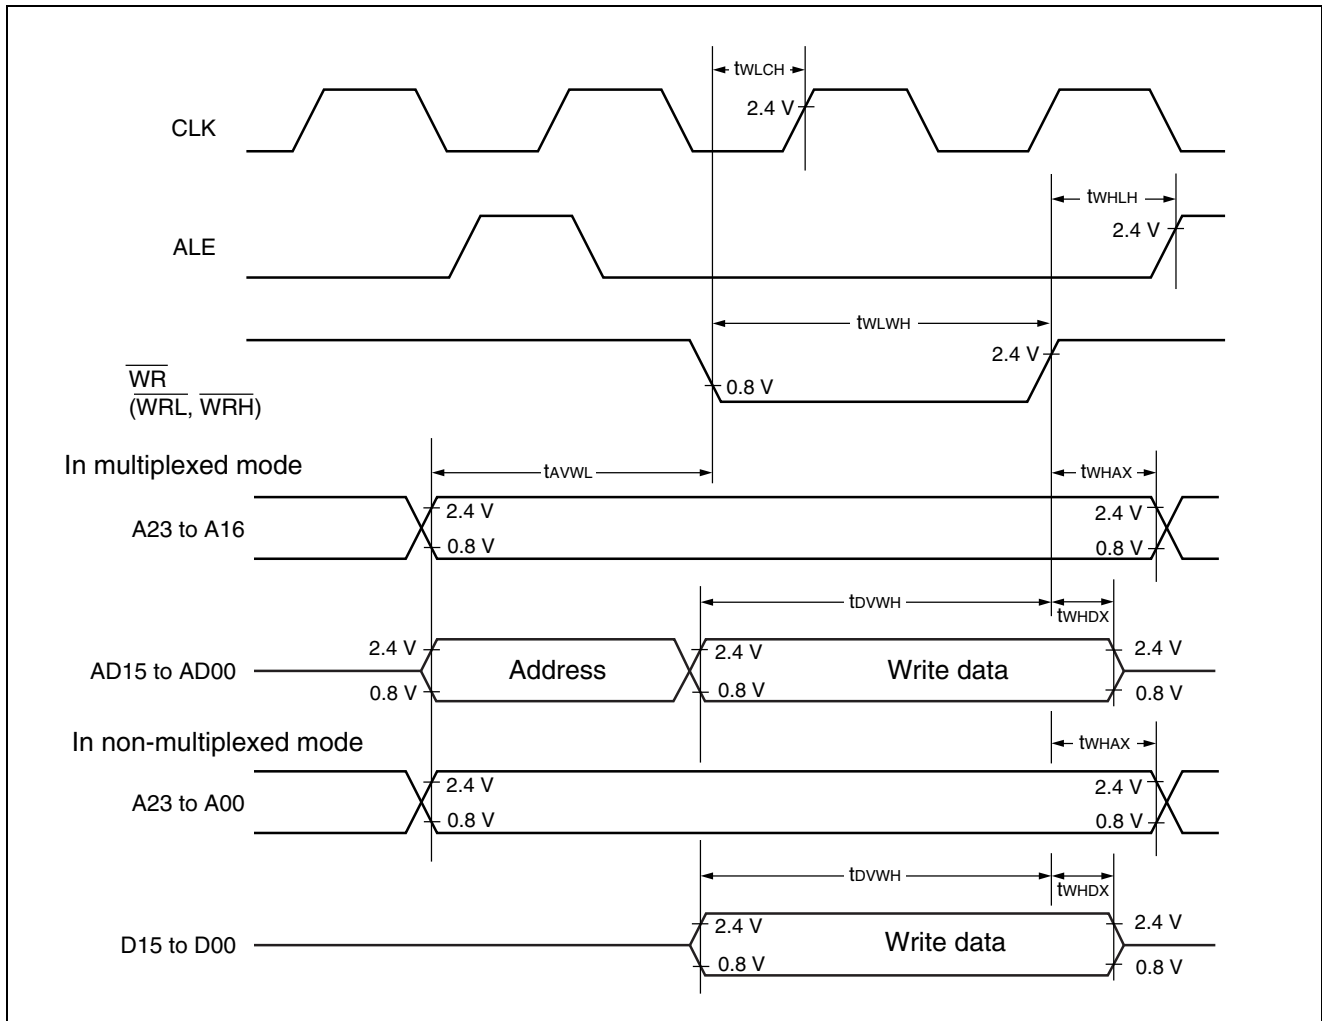 tWLCH
2.4 V
CLK
tWHLH
2.4 V
ALE
tWLWH
2.4 V
WR
0.8 V
(WRL, WRH)
In multiplexed mode
tAVWL
tWHAX
2.4 V
2.4 V
A23 to A16
0.8 V
0.8 V
tDVWH
tWHDX
2.4 V
2.4 V
2.4 V
AD15 to AD00
Address
Write data
0.8 V
0.8 V
0.8 V
In non-multiplexed mode
tWHAX
2.4 V
2.4 V
A23 to A00
0.8 V
0.8 V
tDVWH
tWHDX
2.4 V
2.4 V
D15 to D00
Write data
0.8 V
0.8 V